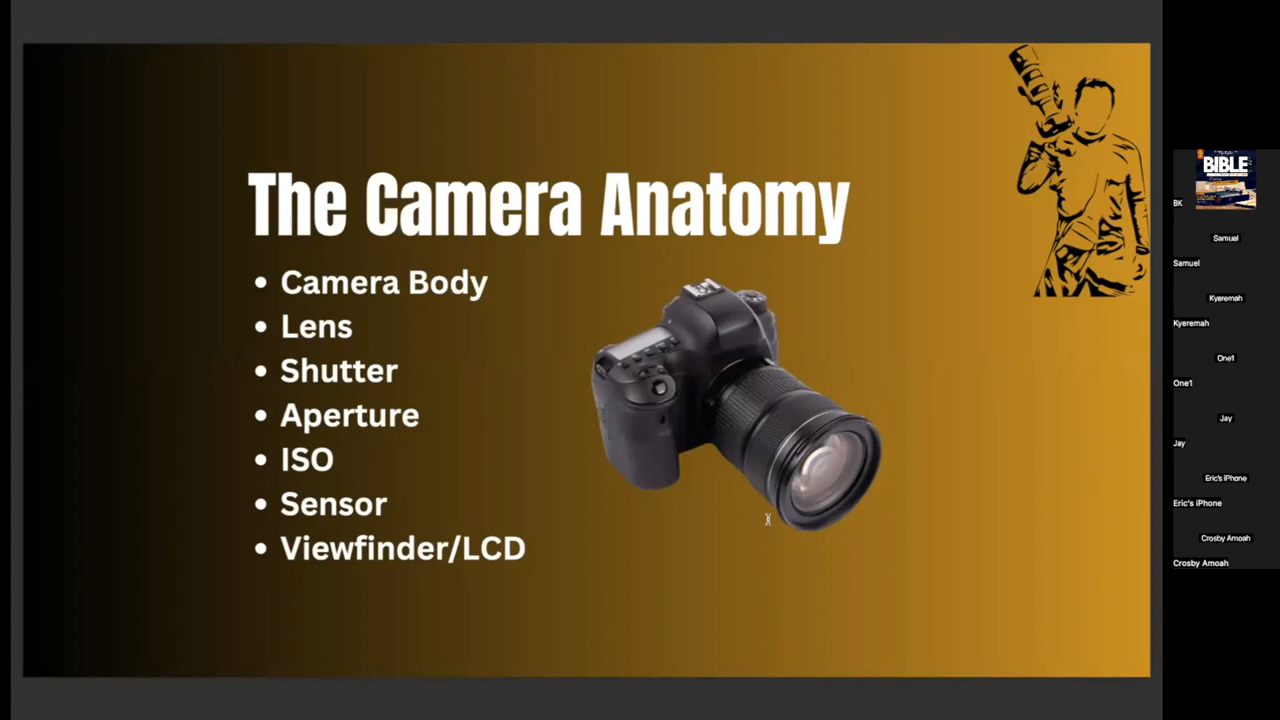 The Camera Anatomy
• Camera Body
• Lens
• Shutter
• Aperture
• ISO
• Sensor
• Viewfinder/LCD
BIBLE
BK
Samuel
Samuel
Kyeremah
Kyeremah
One1
One1
Jay
Jay
Eric's iPhone
Eric's iPhone
Crosby Amoah
Crosby Amoah